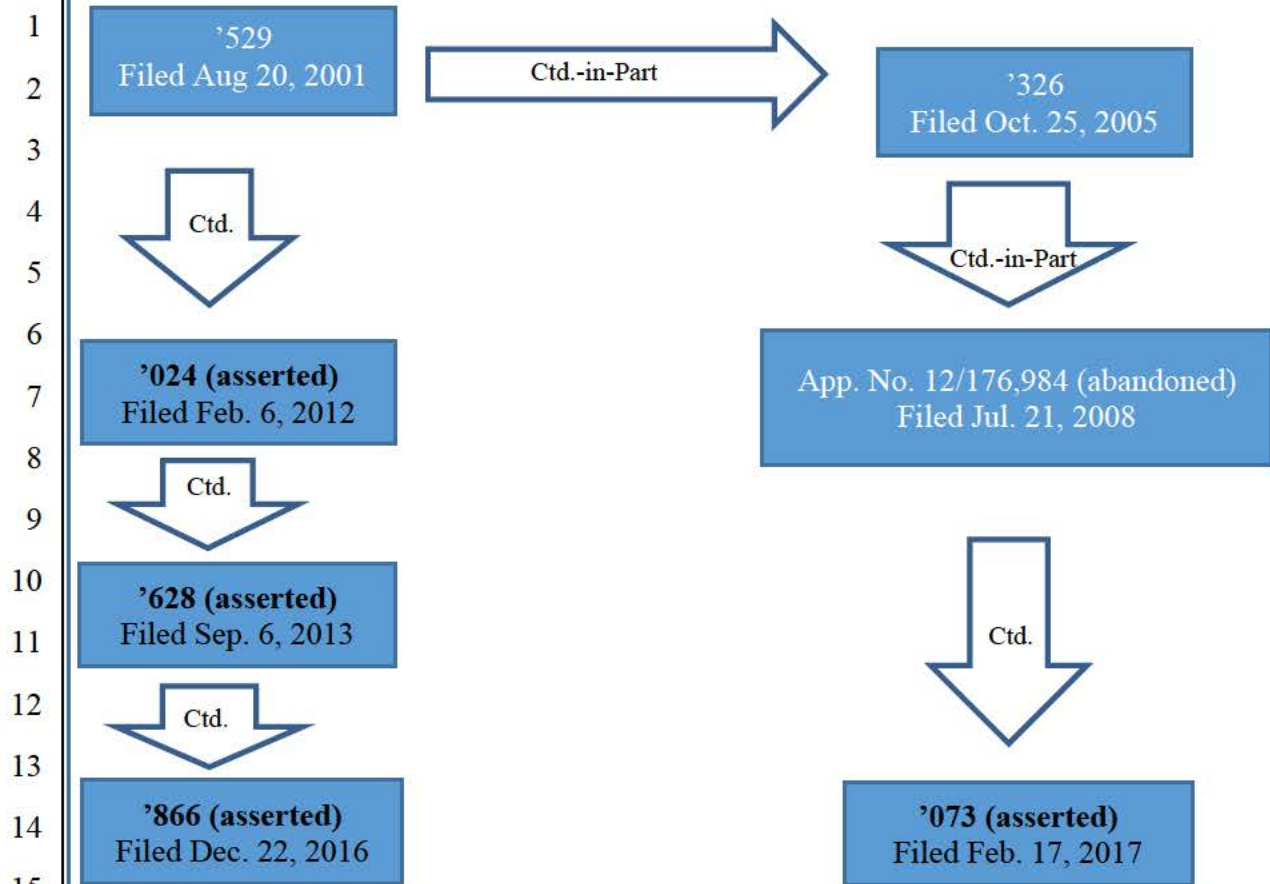 1
’529
Filed Aug 20, 2001
Ctd.-in-Part
2
’326
Filed Oct. 25, 2005
3
4
Ctd.
5
Ctd.-in-Part
6
’024 (asserted)
7
Filed Feb. 6, 2012
App. No. 12/176,984 (abandoned)
Filed Jul. 21, 2008
8
Ctd.
9
10
’628 (asserted)
11
Filed Sep. 6, 2013
Ctd.
12
Ctd.
13
14
’866 (asserted)
Filed Dec. 22, 2016
’073 (asserted)
Filed Feb. 17, 2017